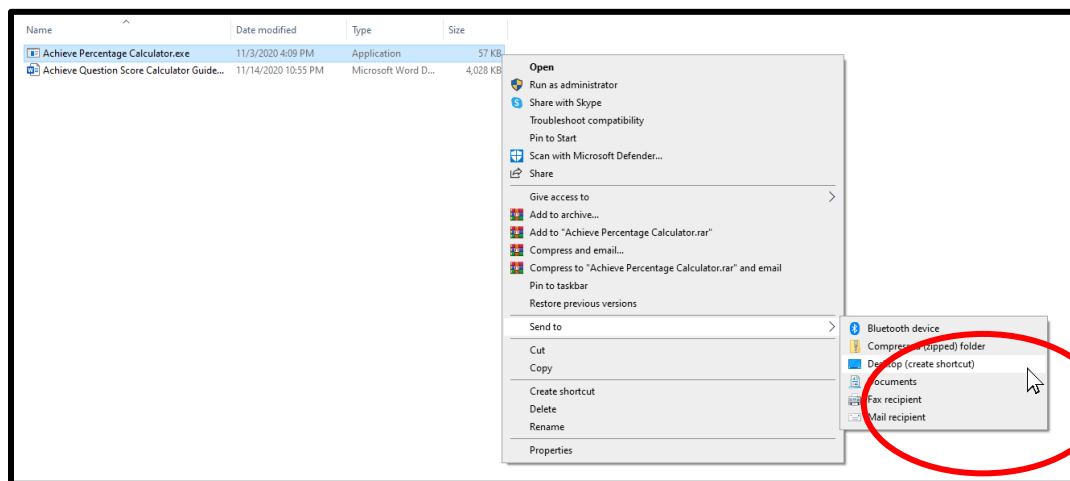 Name Date modified Type Size
Achieve Percentage Calculator.exe 11/3/2020 4:09 PM Application 57 KB
Achieve Question Score Calculator Guide... 11/14/2020 10:55 PM Microsoft Word D... 4,028 KB
Open
Run as administrator
Share with Skype
Troubleshoot compatibility
Pin to Start
Scan with Microsoft Defender...
Share
Give access to
Add to archive...
Add to "Achieve Percentage Calculator.rar"
Compress and email...
Compress to "Achieve Percentage Calculator.rar" and email
Pin to taskbar
Restore previous versions
Send to
Cut
Copy
Create shortcut
Delete
Rename
Properties
Bluetooth device
Compressed (zipped) folder
Desktop (create shortcut)
Documents
Fax recipient
Mail recipient